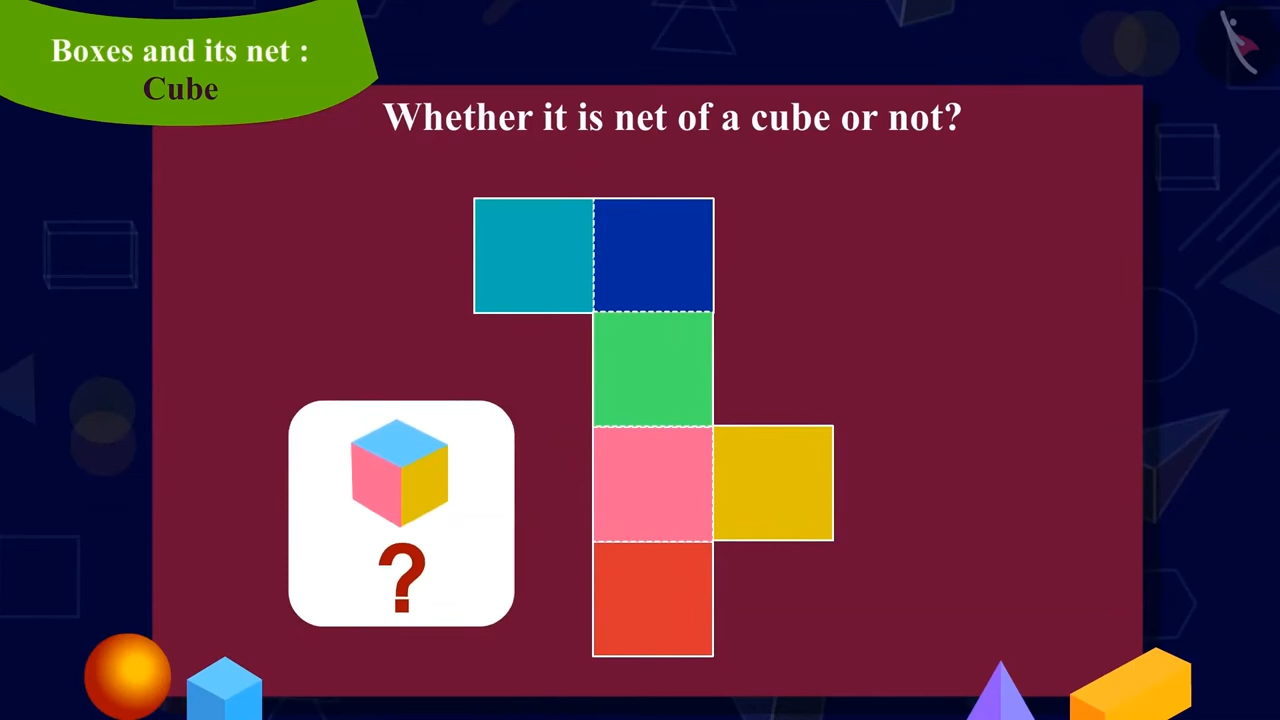 Boxes and its net :
Cube
Whether it is net of a cube or not?
?